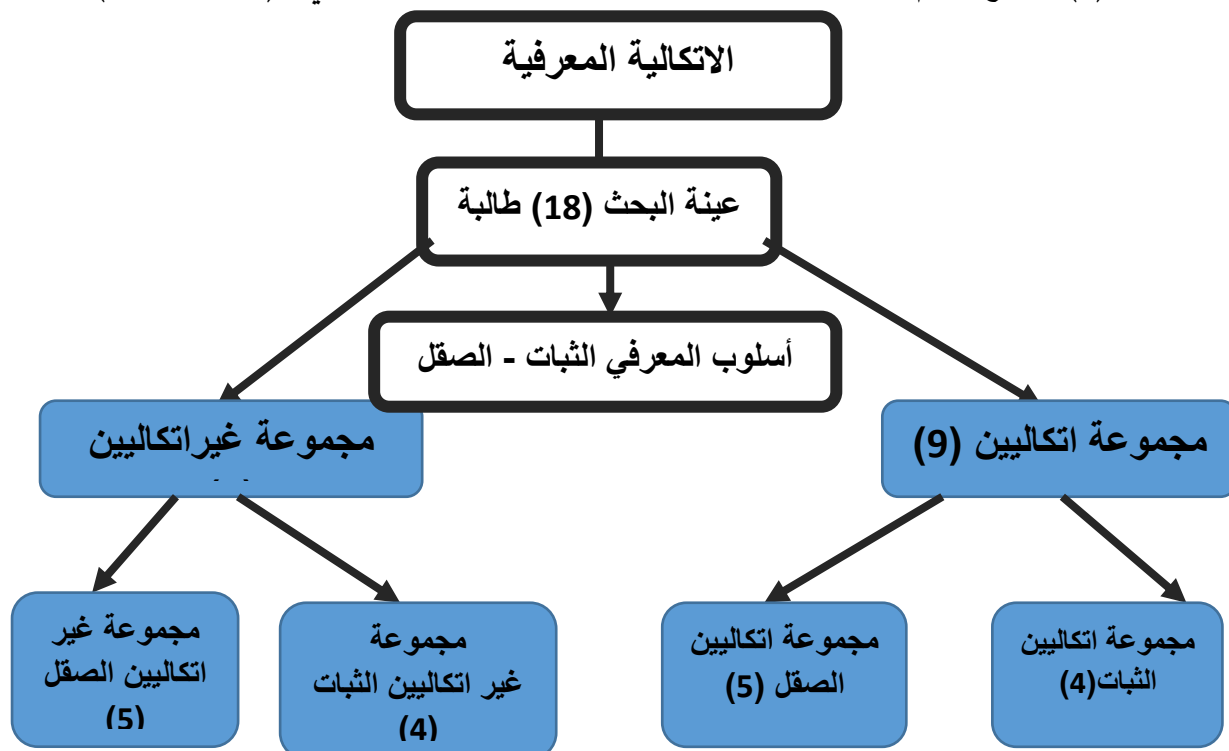 الاتكالية المعرفية
عينة البحث (18) طالبة
أسلوب المعرفي الثبات - الصقل
مجموعة اتكاليين (9)
مجموعة غيراتكاليين
مجموعة اتكاليين
الثبات(4)
مجموعة اتكاليين
الصقل (5)
مجموعة
غير اتكاليين الثبات
(4)
مجموعة غير
اتكاليين الصقل
(5)